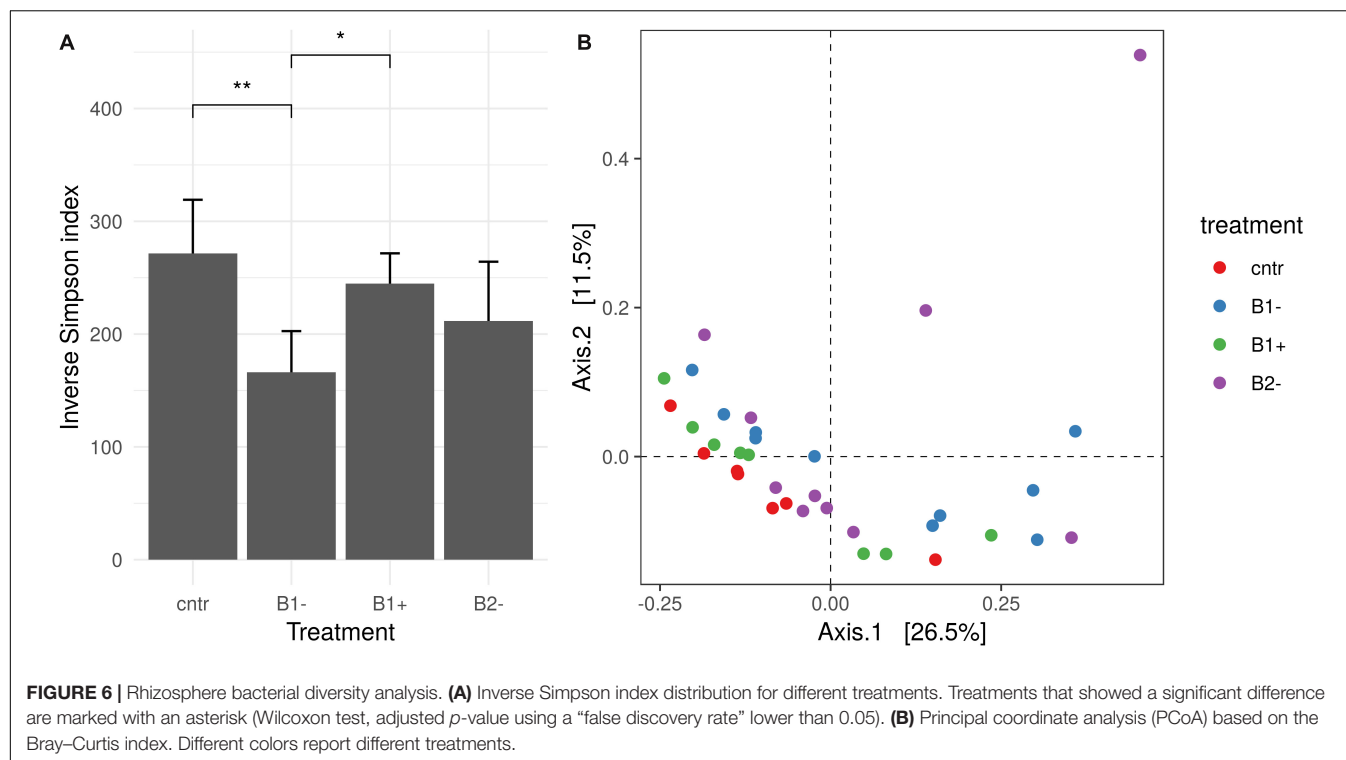 A
*
**
400
300
200
100
0
Inverse Simpson index
cntr B1- B1+ B2-
Treatment
B
0.4
0.2
0.0
Axis.2 [11.5%]
-0.25 0.00 0.25
Axis.1 [26.5%]
treatment
cntr
B1-
B1+
B2-
FIGURE 6 | Rhizosphere bacterial diversity analysis. (A) Inverse Simpson index distribution for different treatments. Treatments that showed a significant difference
are marked with an asterisk (Wilcoxon test, adjusted p-value using a “false discovery rate” lower than 0.05). (B) Principal coordinate analysis (PCoA) based on the
Bray–Curtis index. Different colors report different treatments.